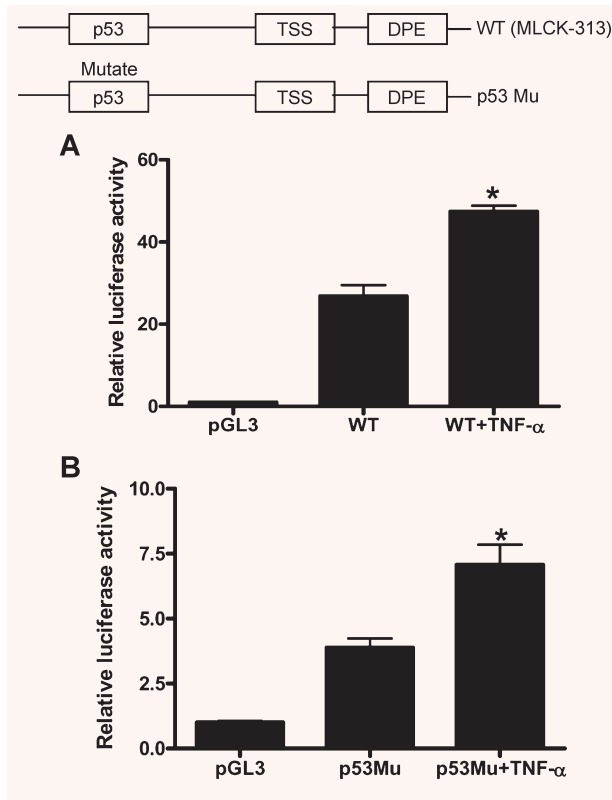 p53 TSS DPE WT (MLCK-313)
Mutate
p53 TSS DPE p53 Mu
A
Relative luciferase activity
60
40
20
0
*
pGL3 WT WT+TNF-α
B
Relative luciferase activity
10.0
7.5
5.0
2.5
0.0
*
pGL3 p53Mu p53Mu+TNF-α